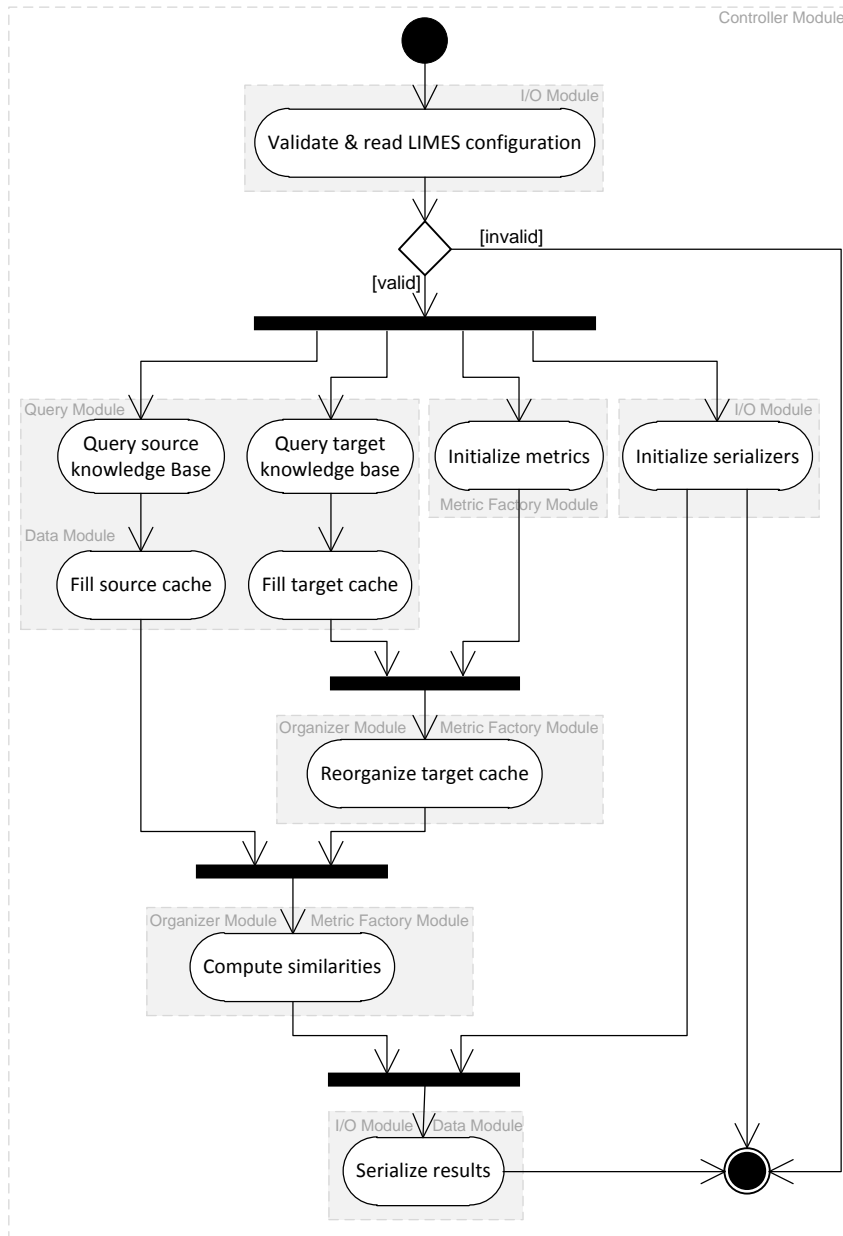 Controller Module
I/O Module
Validate & read LIMES configuration
[invalid]
[valid]
Query Module
I/O Module
Query source
knowledge Base
Query target
knowledge base
Initialize metrics
Initialize serializers
Metric Factory Module
Data Module
Fill source cache
Fill target cache
Organizer Module
Metric Factory Module
Reorganize target cache
Organizer Module
Metric Factory Module
Compute similarities
I/O Module
Data Module
Serialize results